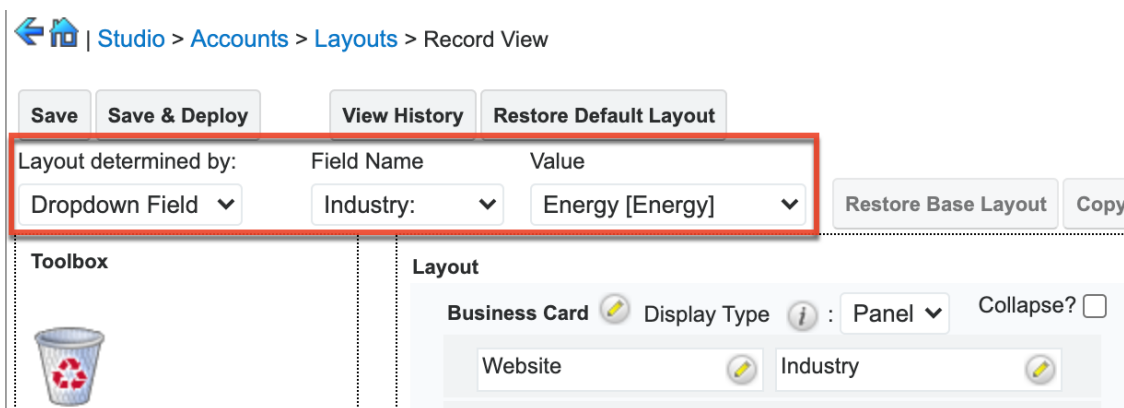 | Studio > Accounts > Layouts > Record View
Save Save & Deploy View History Restore Default Layout
Layout determined by: Field Name Value
Dropdown Field Industry: Energy [Energy] Restore Base Layout Copy
Toolbox
Layout
Business Card Display Type i : Panel Collapse?
Website Industry